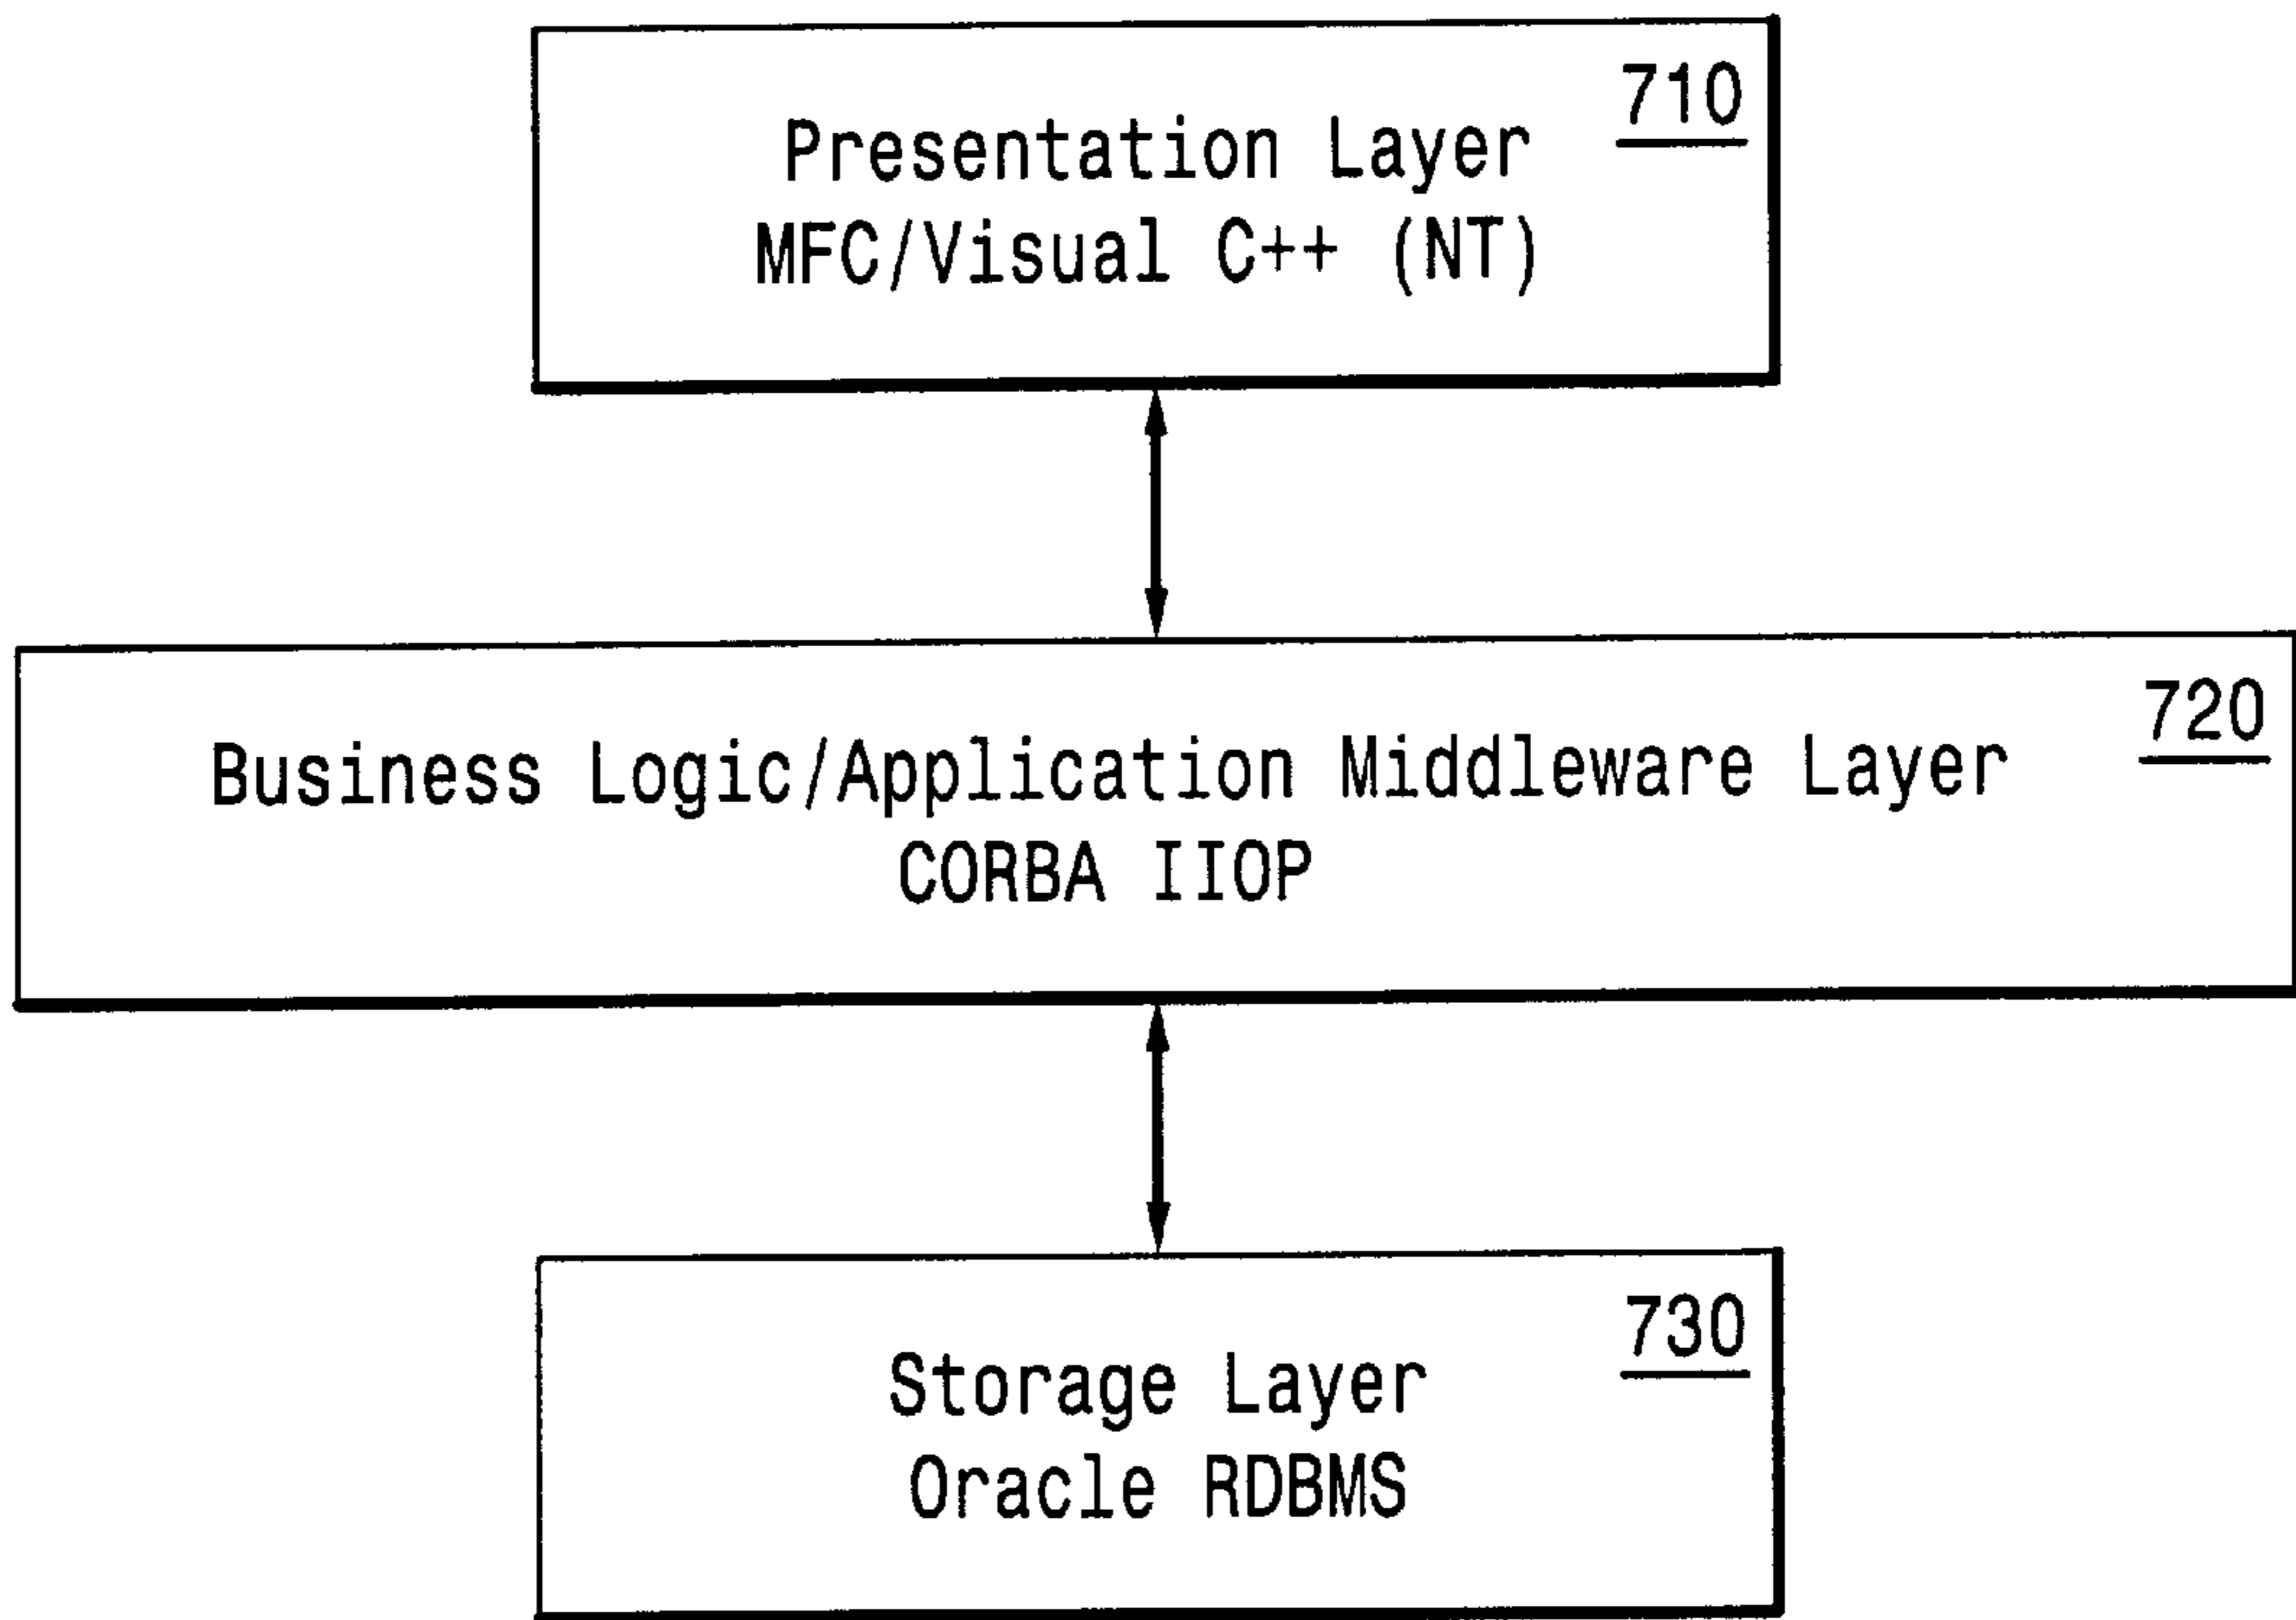 710
Presentation Layer
MFC/Visual C++ (NT)
720
Business Logic/Application Middleware Layer
CORBA IIOP
730
Storage Layer
Oracle RDBMS